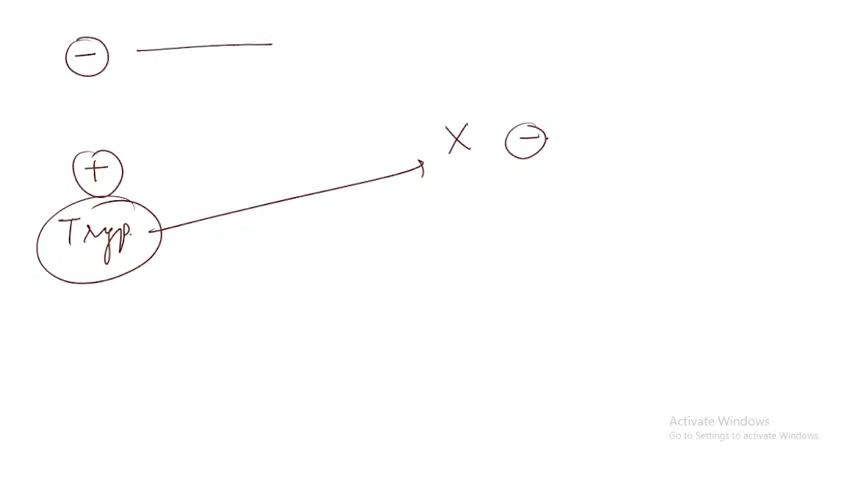 −
X −
+
Tryp.
Activate Windows
Go to Settings to activate Windows.